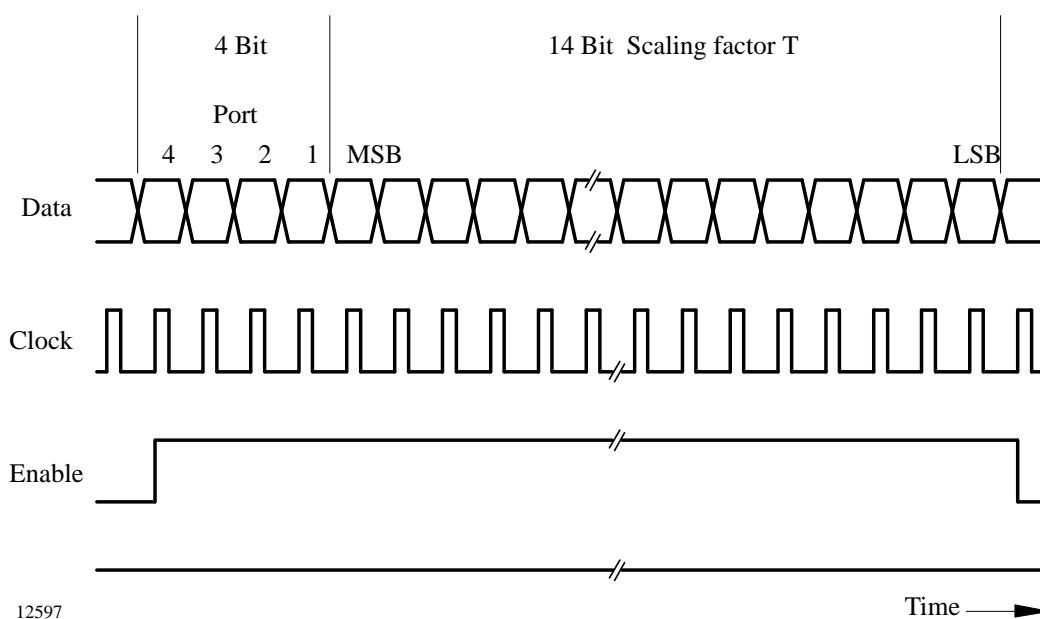 4 Bit
14 Bit Scaling factor T
Port
4 3 2 1 MSB LSB
Data
Clock
Enable
12597
Time